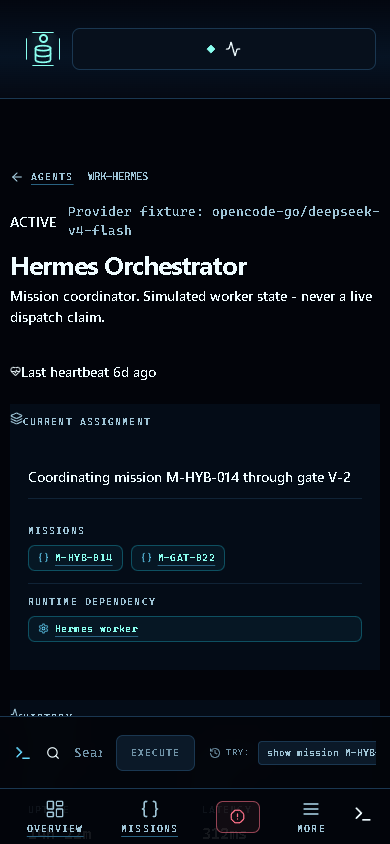 AGENTS WRK-HERMES
ACTIVE
Provider fixture: opencode-go/deepseek-
v4-flash
Hermes Orchestrator
Mission coordinator. Simulated worker state - never a live
dispatch claim.
Last heartbeat 6d ago
CURRENT ASSIGNMENT
Coordinating mission M-HYB-014 through gate V-2
MISSIONS
{} M-HYB-014 {} M-GAT-022
RUNTIME DEPENDENCY
Hermes worker
Sear EXECUTE TRY: show mission M-HYB
OVERVIEW MISSIONS MORE
312ms